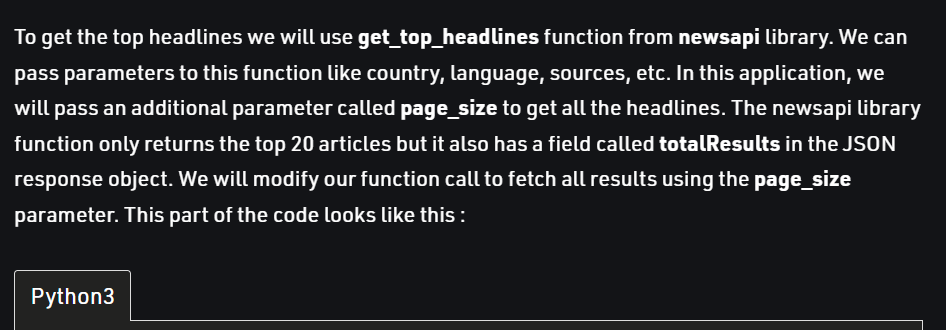 To get the top headlines we will use get_top_headlines function from newsapi library. We can
pass parameters to this function like country, language, sources, etc. In this application, we
will pass an additional parameter called page_size to get all the headlines. The newsapi library
function only returns the top 20 articles but it also has a field called totalResults in the JSON
response object. We will modify our function call to fetch all results using the page_size
parameter. This part of the code looks like this :
Python3